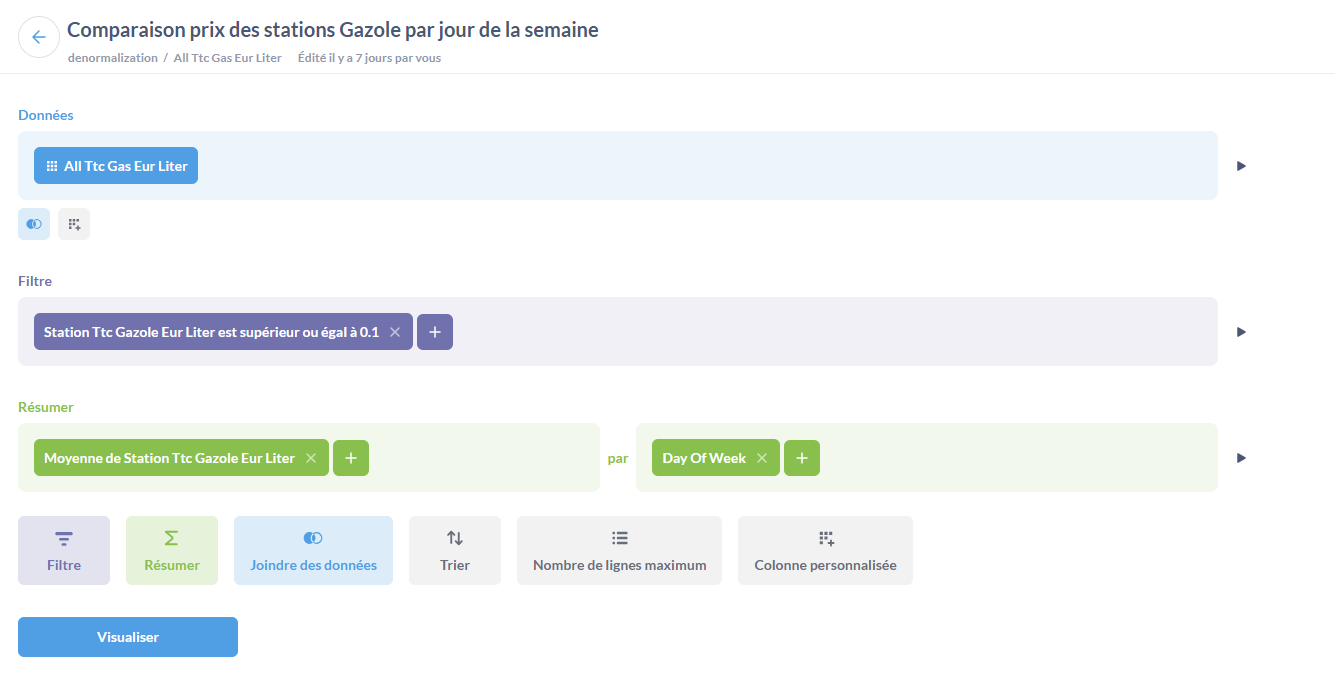 Comparaison prix des stations Gazole par jour de la semaine
denormalization / All Ttc Gas Eur Liter Édité il y a 7 jours par vous
Données
All Ttc Gas Eur Liter
Filtre
Station Ttc Gazole Eur Liter est supérieur ou égal à 0.1
Résumer
Moyenne de Station Ttc Gazole Eur Liter par Day Of Week
Filtre Résumer Joindre des données Trier Nombre de lignes maximum Colonne personnalisée
Visualiser